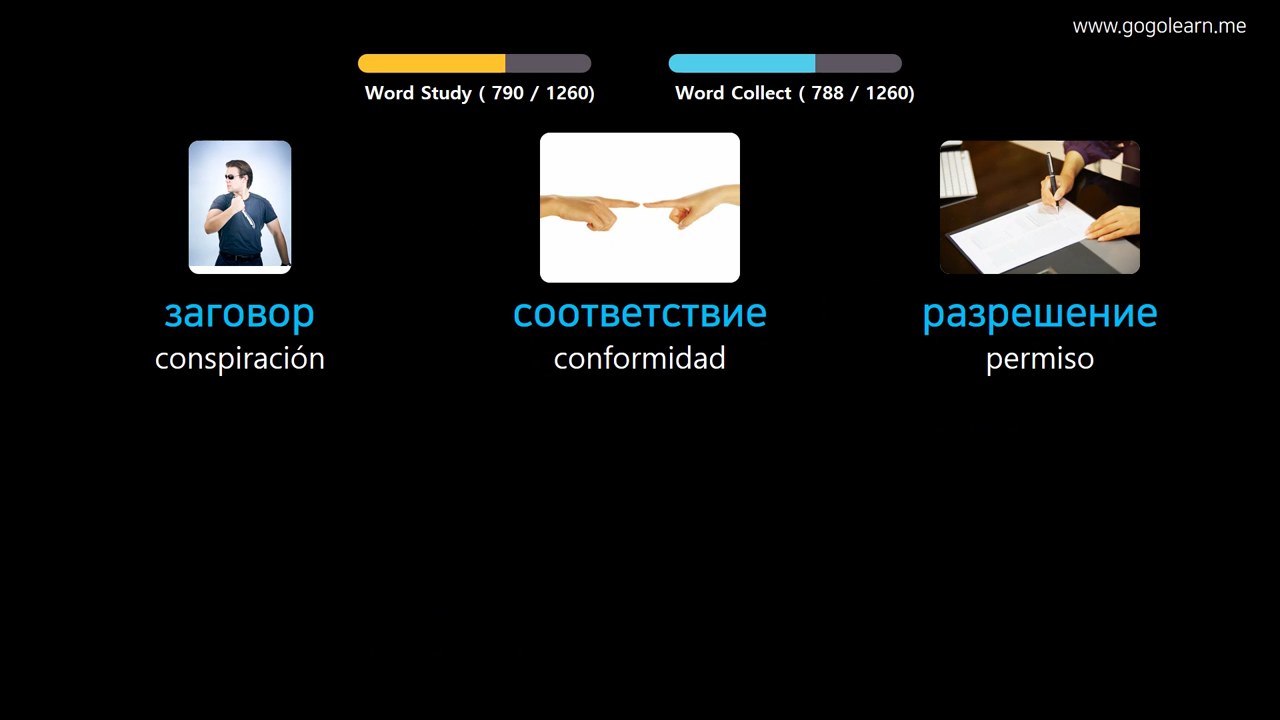 www.gogolearn.me
Word Study ( 790 / 1260)
Word Collect ( 788 / 1260)
заговор
conspiración
соответствие
conformidad
разрешение
permiso